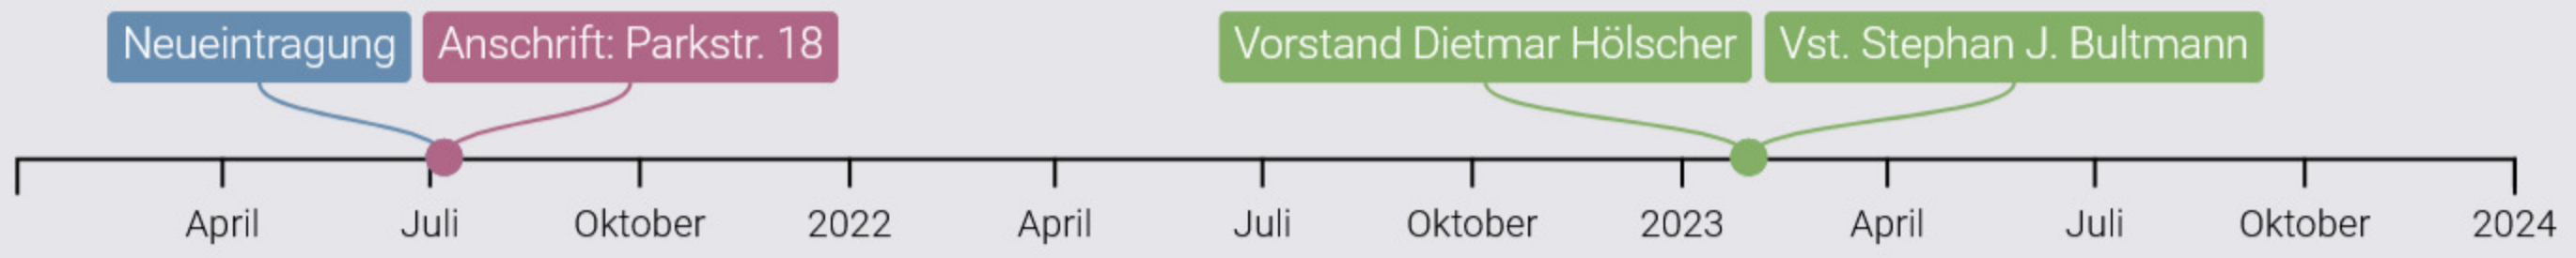 Neueintragung Anschrift: Parkstr. 18 Vorstand Dietmar Hölscher Vst. Stephan J. Bultmann
April Juli Oktober 2022 April Juli Oktober 2023 April Juli Oktober 2024